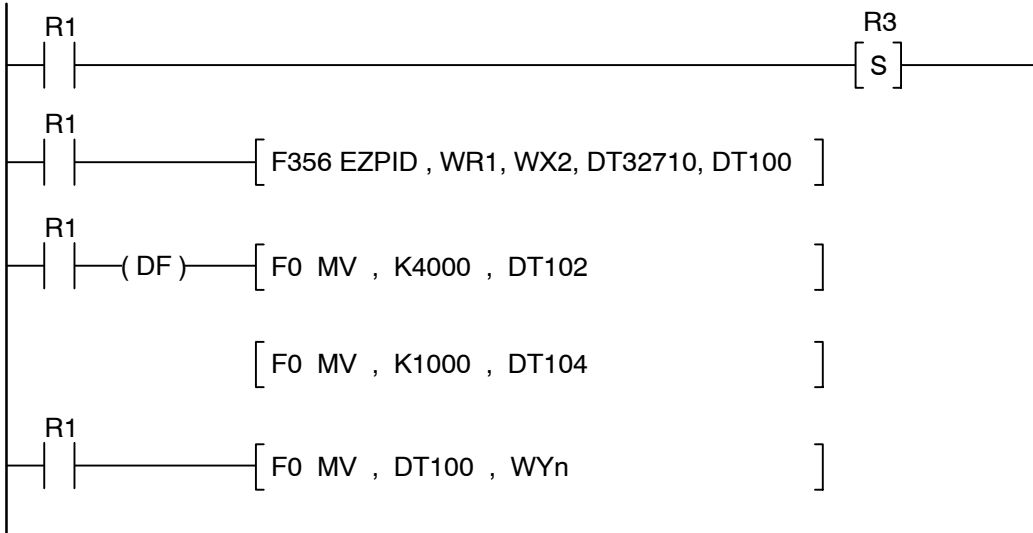 R1 R3
S
R1
F356 EZPID , WR1, WX2, DT32710, DT100
R1
( DF ) F0 MV , K4000 , DT102
F0 MV , K1000 , DT104
R1
F0 MV , DT100 , WYn